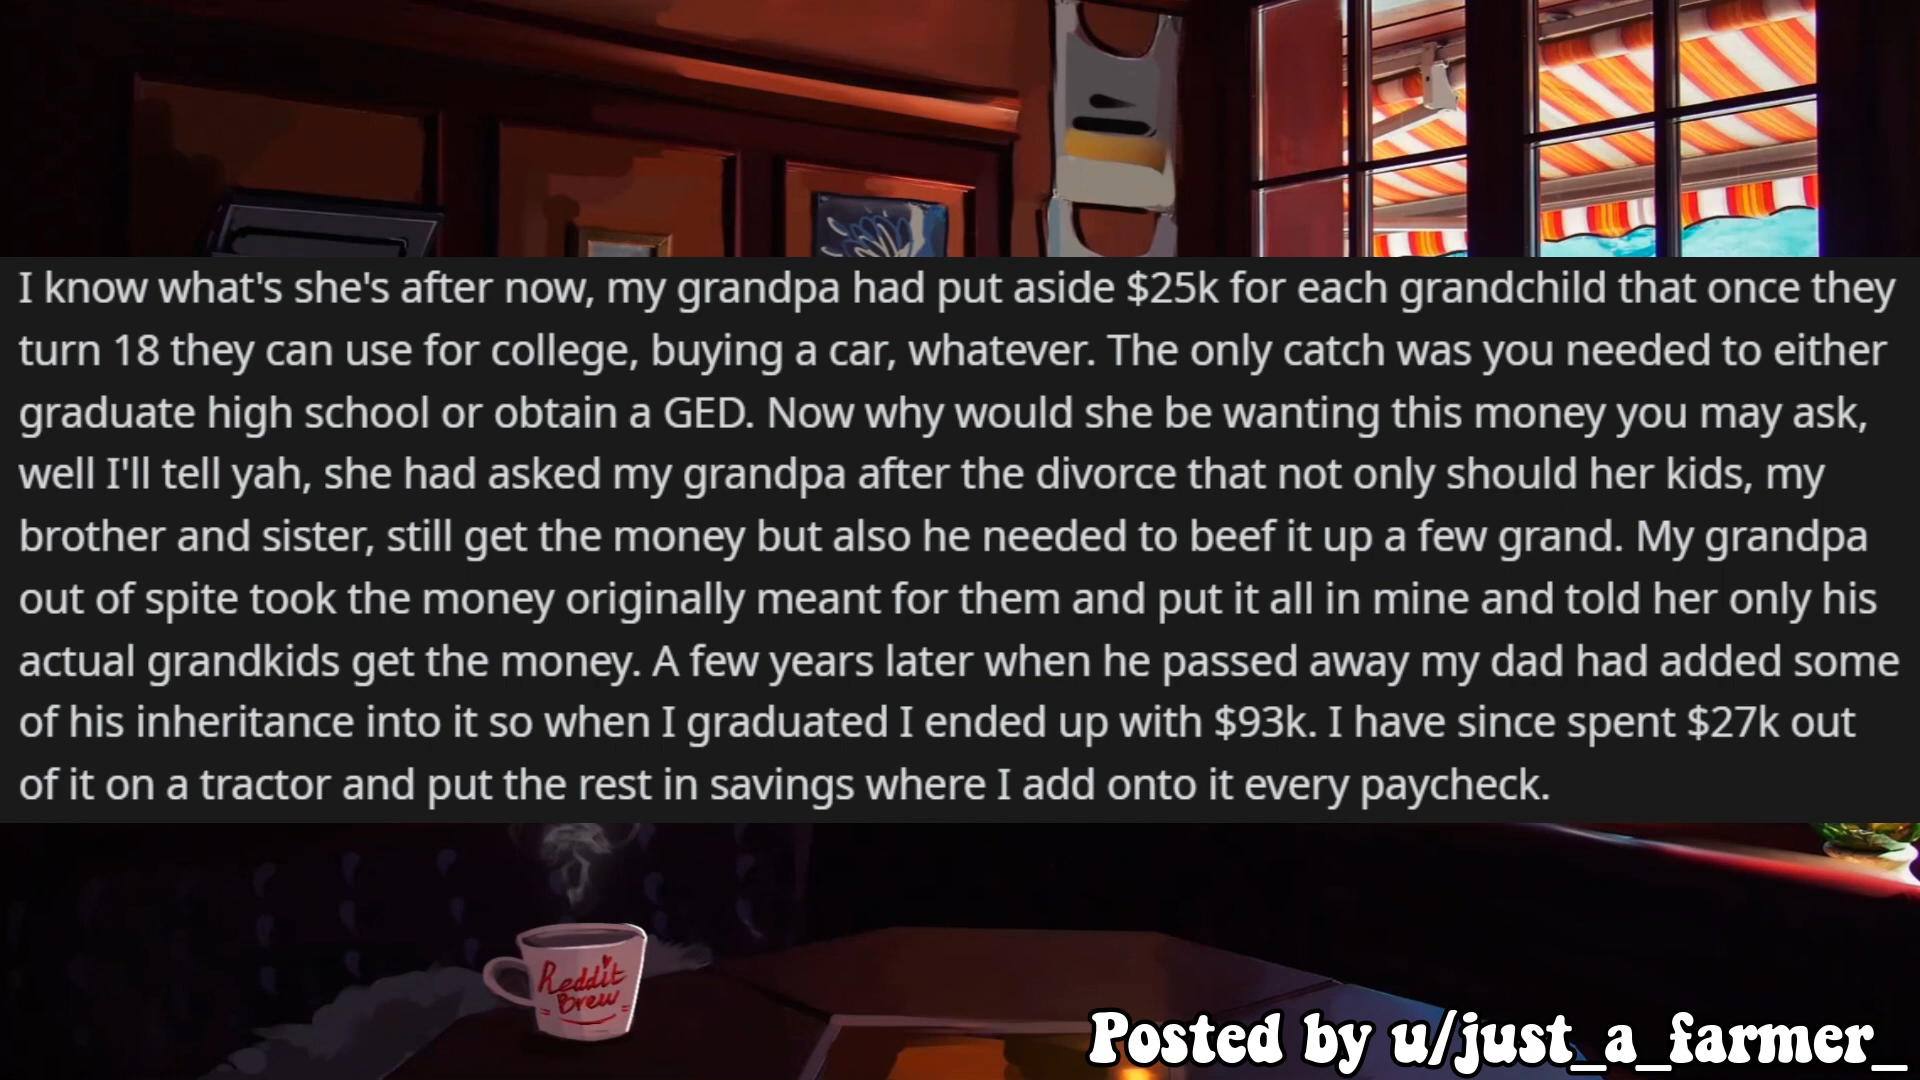 I know what's she's after now, my grandpa had put aside $25k for each grandchild that once they
turn 18 they can use for college, buying a car, whatever. The only catch was you needed to either
graduate high school or obtain a GED. Now why would she be wanting this money you may ask,
well I'll tell yah, she had asked my grandpa after the divorce that not only should her kids, my
brother and sister, still get the money but also he needed to beef it up a few grand. My grandpa
out of spite took the money originally meant for them and put it all in mine and told her only his
actual grandkids get the money. A few years later when he passed away my dad had added some
of his inheritance into it so when I graduated I ended up with $93k. I have since spent $27k out
of it on a tractor and put the rest in savings where I add onto it every paycheck.
Reddit
Brew
Posted by u/just_a_farmer_